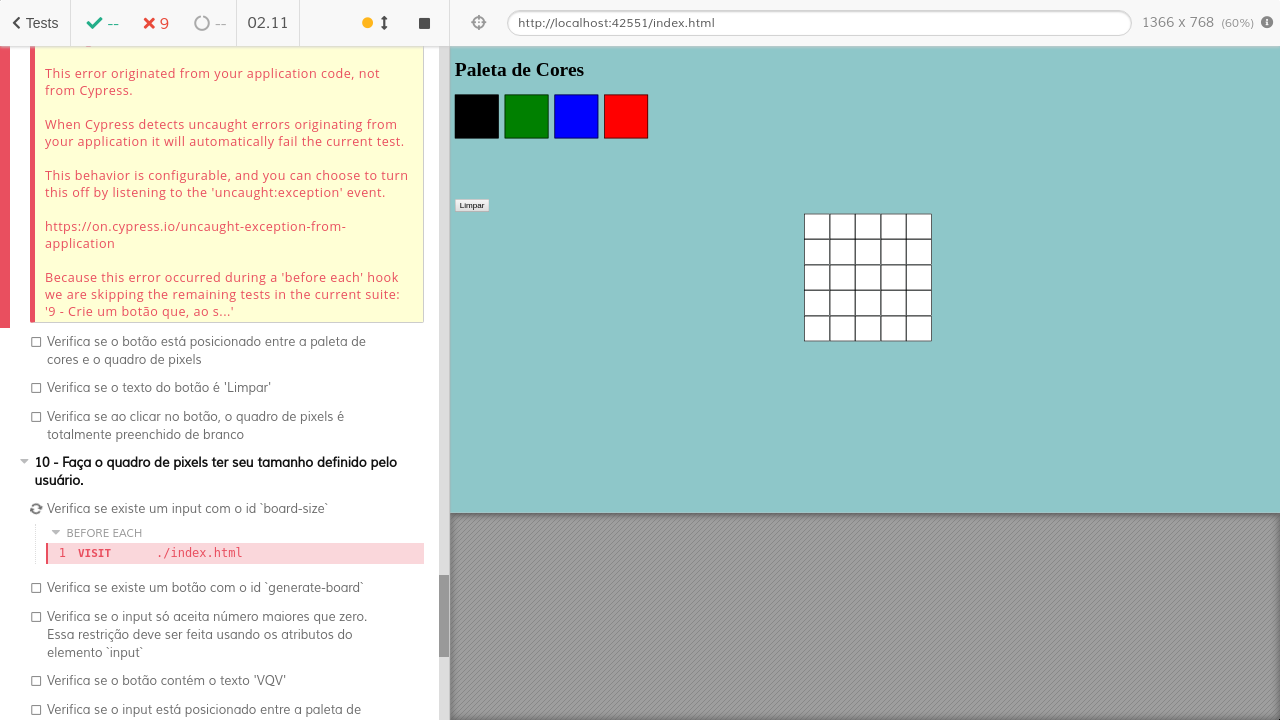 Tests
--
9
--
02.11
http://localhost:42551/index.html
1366 x 768 (60%)
This error originated from your application code, not
from Cypress.
When Cypress detects uncaught errors originating from
your application it will automatically fail the current test.
This behavior is configurable, and you can choose to turn
this off by listening to the 'uncaught:exception' event.
https://on.cypress.io/uncaught-exception-from-
application
Because this error occurred during a 'before each' hook
we are skipping the remaining tests in the current suite:
'9 - Crie um botão que, ao s...'
Verifica se o botão está posicionado entre a paleta de
cores e o quadro de pixels
Verifica se o texto do botão é 'Limpar'
Verifica se ao clicar no botão, o quadro de pixels é
totalmente preenchido de branco
10 - Faça o quadro de pixels ter seu tamanho definido pelo
usuário.
Verifica se existe um input com o id `board-size`
BEFORE EACH
1 VISIT ./index.html
Verifica se existe um botão com o id `generate-board`
Verifica se o input só aceita número maiores que zero.
Essa restrição deve ser feita usando os atributos do
elemento `input`
Verifica se o botão contém o texto 'VQV'
Verifica se o input está posicionado entre a paleta de
Paleta de Cores
Limpar